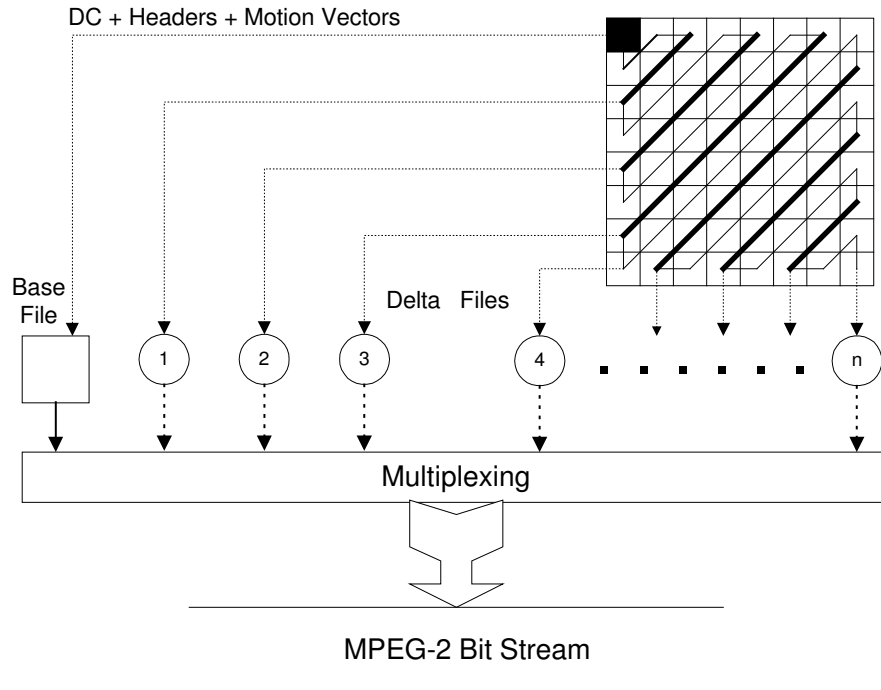 DC + Headers + Motion Vectors
Base
File
Delta Files
1
2
3
4
n
Multiplexing
MPEG-2 Bit Stream